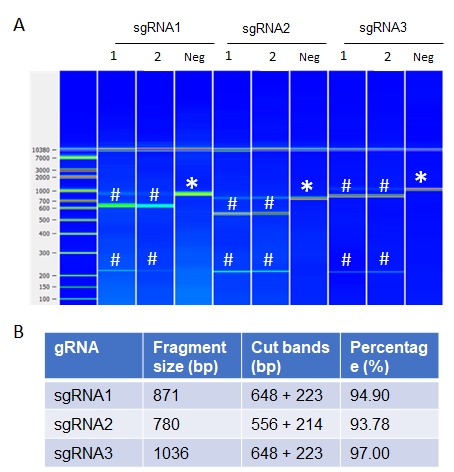 A
sgRNA1 sgRNA2 sgRNA3
1 2 Neg 1 2 Neg 1 2 Neg
10380
7000
3000
2000
1000
700
600
500
400
300
200
150
100
# # * # # * # # *
# # # # # #
B
gRNA Fragment size (bp) Cut bands (bp) Percentag e (%)
sgRNA1 871 648 + 223 94.90
sgRNA2 780 556 + 214 93.78
sgRNA3 1036 648 + 223 97.00